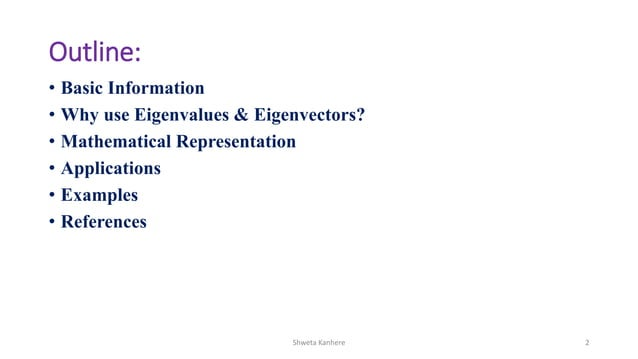 Outline:
• Basic Information
• Why use Eigenvalues & Eigenvectors?
• Mathematical Representation
• Applications
• Examples
• References
Shweta Kanhere
2